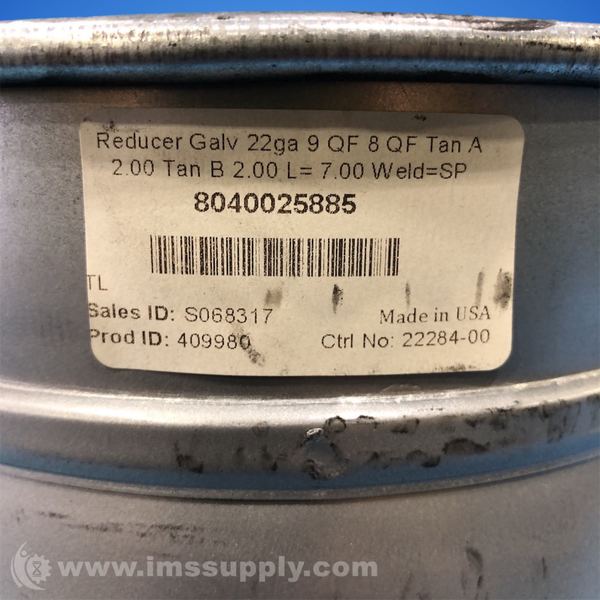 Reducer Galv 22ga 9 QF 8 QF Tan A
2.00 Tan B 2.00 L= 7.00 Weld=SP
8040025885
TL
Sales ID: S068317
Made in USA
Prod ID: 409980
Ctrl No: 22284-00
www.imssupply.com